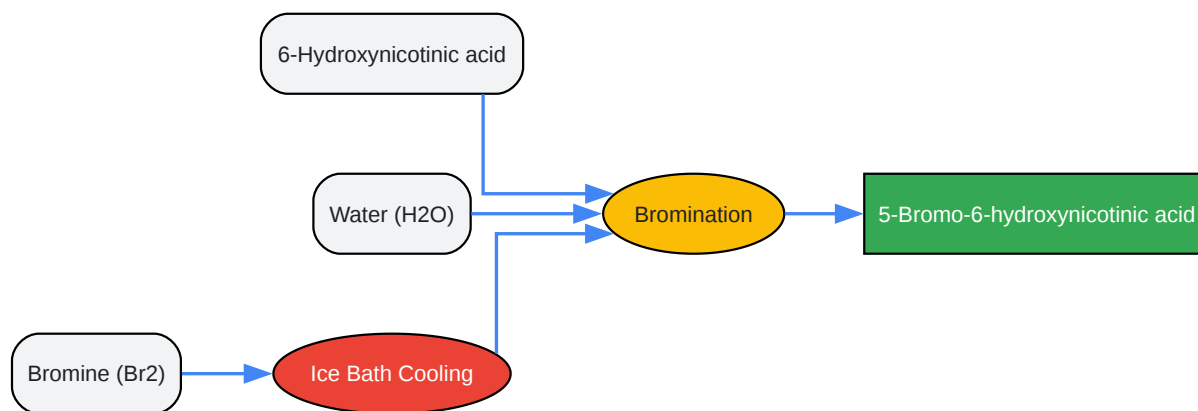 6-Hydroxynicotinic acid
Water (H2O)
Bromination
5-Bromo-6-hydroxynicotinic acid
Bromine (Br2)
Ice Bath Cooling